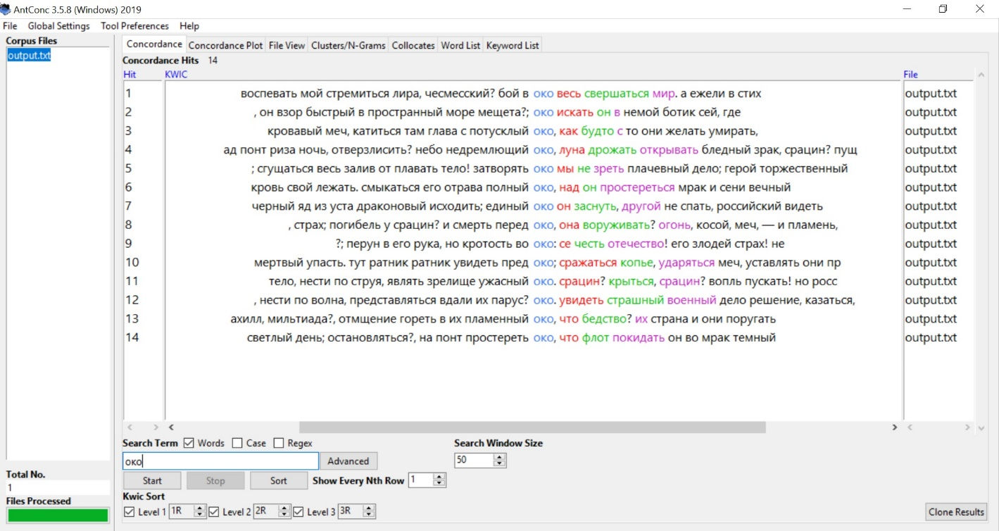 AntConc 3.5.8 (Windows) 2019
File Global Settings Tool Preferences Help
Corpus Files
output.txt
Concordance Concordance Plot File View Clusters/N-Grams Collocates Word List Keyword List
Concordance Hits 14
Hit KWIC File
1 воспевать мой стремиться лира, чесмесский? бой в око весь свершаться мир. а ежели в стих output.txt
2 , он взор быстрый в пространный море мещета?; око искать он в немой ботик сей, где output.txt
3 кровавый меч, катиться там глава с потусклый око, как будто с то они желать умирать, output.txt
4 ад понт риза ночь, отверзлисить? небо недремлющий око, луна дрожать открывать бледный зрак, срацин? пущ output.txt
5 ; сгущаться весь залив от плавать тело! затворять око мы не зреть плачевный дело; герой торжественный output.txt
6 кровь свой лежать. смыкаться его отрава полный око, над он простереться мрак и сени вечный output.txt
7 черный яд из уста драконовый исходить; единый око он заснуть, другой не спать, российский видеть output.txt
8 , страх; погибель у срацин? и смерть перед око, она воруживать? огонь, косой, меч, — и пламень, output.txt
9 ?; перун в его рука, но кротость во око: се честь отечество! его злодей страх! не output.txt
10 мертвый упасть. тут ратник ратник увидеть пред око; сражаться копье, ударяться меч, уставлять они пр output.txt
11 тело, нести по струя, являть зрелище ужасный око. срацин? крыться, срацин? вопль пускать! но росс output.txt
12 , нести по волна, представляться вдали их парус? око. увидеть страшный военный дело решение, казаться, output.txt
13 ахилл, мильтиада?, отмщение гореть в их пламенный око, что бедство? их страна и они поругать output.txt
14 светлый день; остановляться?, на понт простереть око, что флот покидать он во мрак темный output.txt
Search Term Words Case Regex Search Window Size
око Advanced 50
Start Stop Sort Show Every Nth Row 1
Total No.
1
Files Processed
Kwic Sort
Level 1 1R Level 2 2R Level 3 3R Clone Results